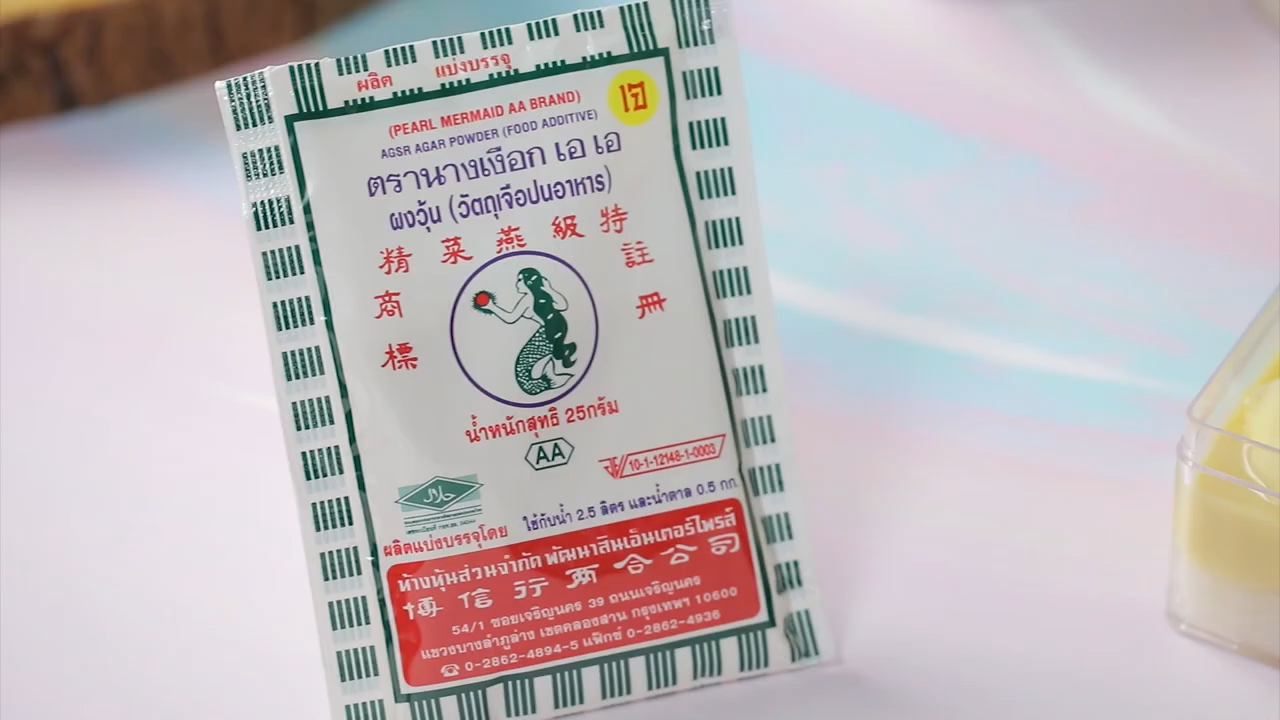 ผลิต แบ่งบรรจุ
(PEARL MERMAID AA BRAND)
AGSR AGAR POWDER (FOOD ADDITIVE)
เจ
ตรานางเงือก เอ เอ
ผงวุ้น (วัตถุเจือปนอาหาร)
精菜燕級特
商 註
標 冊
น้ำหนักสุทธิ 25กรัม
AA
10-1-12148-1-0003
حلال
ใช้กับน้ำ 2.5 ลิตร และน้ำตาล 0.5 กก.
ผลิตแบ่งบรรจุโดย
ห้างหุ้นส่วนจำกัด พัฒนาสินเอ็นเตอร์ไพรส์
博信行兩合公司
54/1 ซอยเจริญนคร 39 ถนนเจริญนคร
แขวงบางลำภูล่าง เขตคลองสาน กรุงเทพฯ 10600
☎ 0-2862-4894-5 แฟ็กซ์ 0-2862-4936